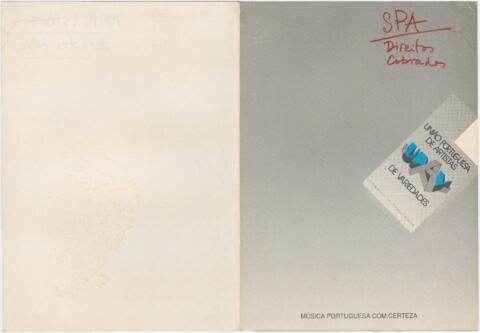 SPA
Direitos
Cobrados
UNIÃO PORTUGUESA
DE ARTISTAS
UPAV
DE VARIEDADES
MÚSICA PORTUGUESA COM CERTEZA